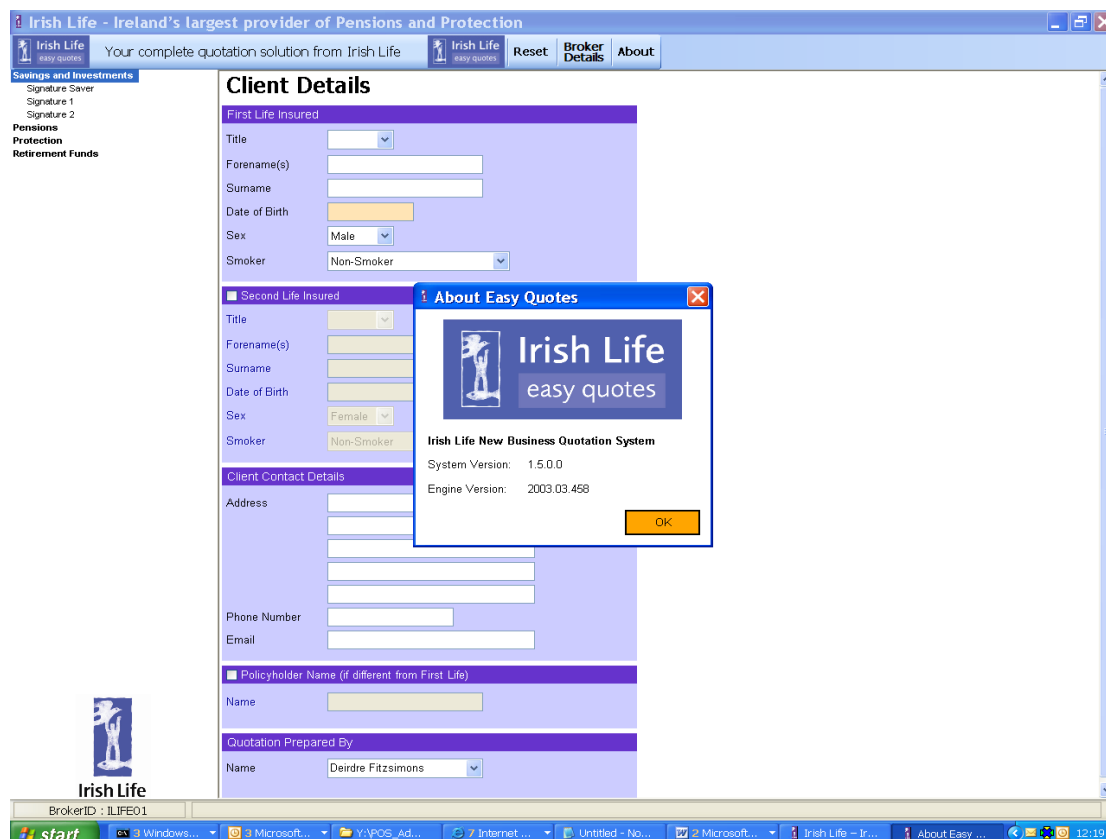 Irish Life - Ireland's largest provider of Pensions and Protection
Irish Life
easy quotes
Your complete quotation solution from Irish Life
Irish Life
easy quotes
Reset
Broker
Details
About
Savings and Investments
Signature Saver
Signature 1
Signature 2
Pensions
Protection
Retirement Funds
Client Details
First Life Insured
Title
Forename(s)
Surname
Date of Birth
Sex Male
Smoker Non-Smoker
Second Life Insured
Title
Forename(s)
Surname
Date of Birth
Sex Female
Smoker Non-Smoker
Client Contact Details
Address
Phone Number
Email
Policyholder Name (if different from First Life)
Name
Quotation Prepared By
Name Deirdre Fitzsimons
About Easy Quotes
Irish Life
easy quotes
Irish Life New Business Quotation System
System Version: 1.5.0.0
Engine Version: 2003.03.458
OK
Irish Life
BrokerID : ILIFE01
start
3 Windows...
3 Microsoft...
Y:\POS_Ad...
7 Internet ...
Untitled - No...
2 Microsoft...
Irish Life – Ir...
About Easy ...
12:19